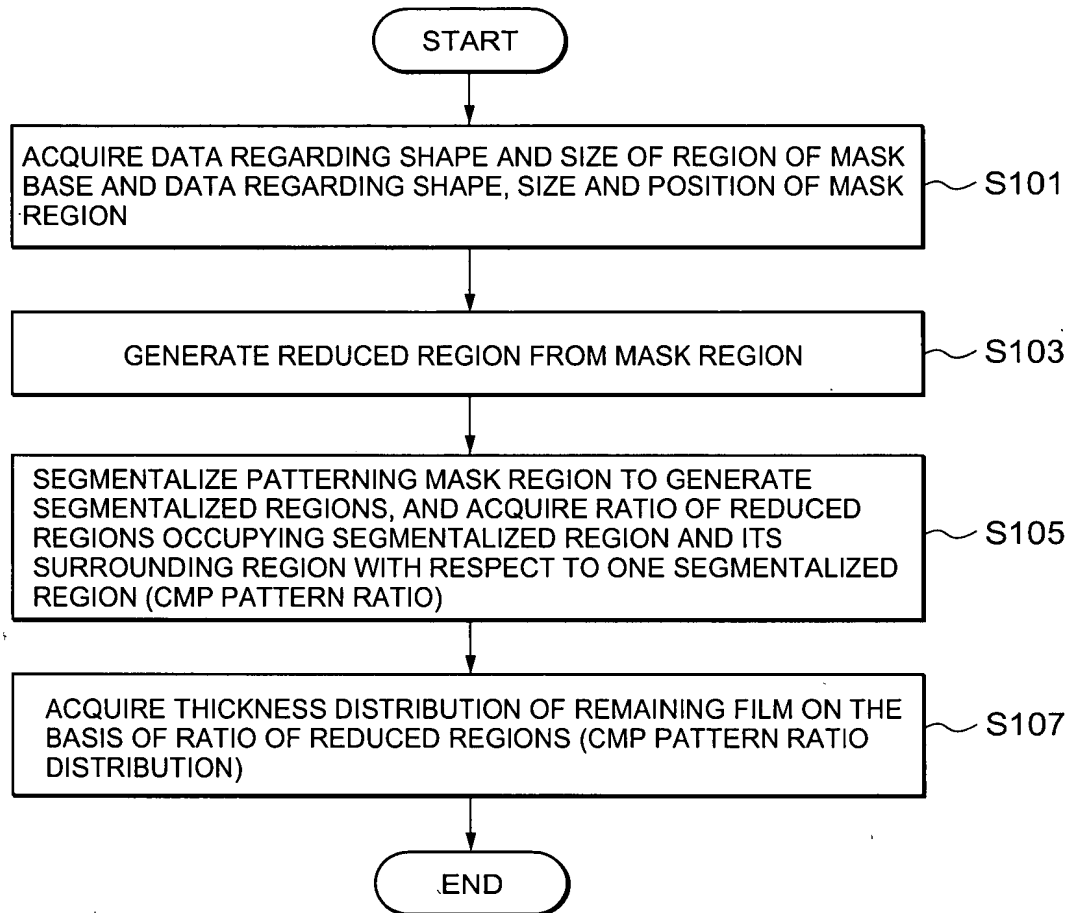 START
ACQUIRE DATA REGARDING SHAPE AND SIZE OF REGION OF MASK
BASE AND DATA REGARDING SHAPE, SIZE AND POSITION OF MASK
REGION
S101
GENERATE REDUCED REGION FROM MASK REGION
S103
SEGMENTALIZE PATTERNING MASK REGION TO GENERATE
SEGMENTALIZED REGIONS, AND ACQUIRE RATIO OF REDUCED
REGIONS OCCUPYING SEGMENTALIZED REGION AND ITS
SURROUNDING REGION WITH RESPECT TO ONE SEGMENTALIZED
REGION (CMP PATTERN RATIO)
S105
ACQUIRE THICKNESS DISTRIBUTION OF REMAINING FILM ON THE
BASIS OF RATIO OF REDUCED REGIONS (CMP PATTERN RATIO
DISTRIBUTION)
S107
END